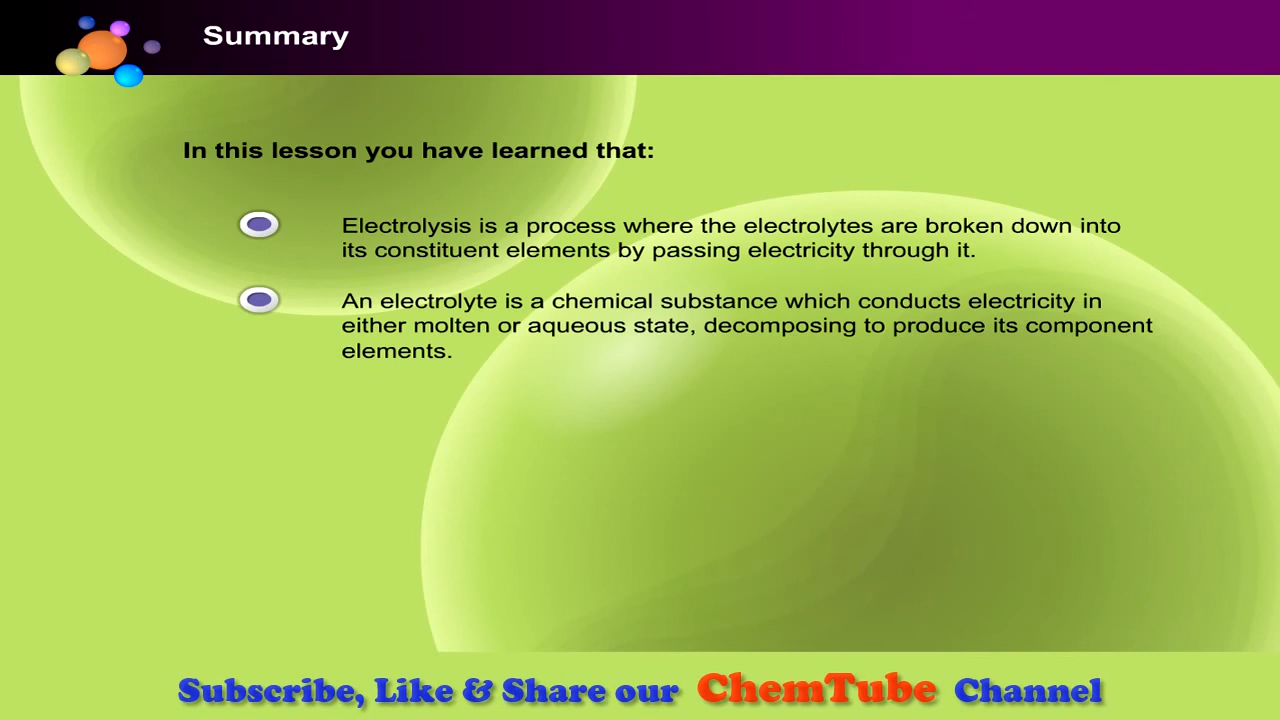 Summary
In this lesson you have learned that:
Electrolysis is a process where the electrolytes are broken down into
its constituent elements by passing electricity through it.
An electrolyte is a chemical substance which conducts electricity in
either molten or aqueous state, decomposing to produce its component
elements.
Subscribe, Like & Share our ChemTube Channel